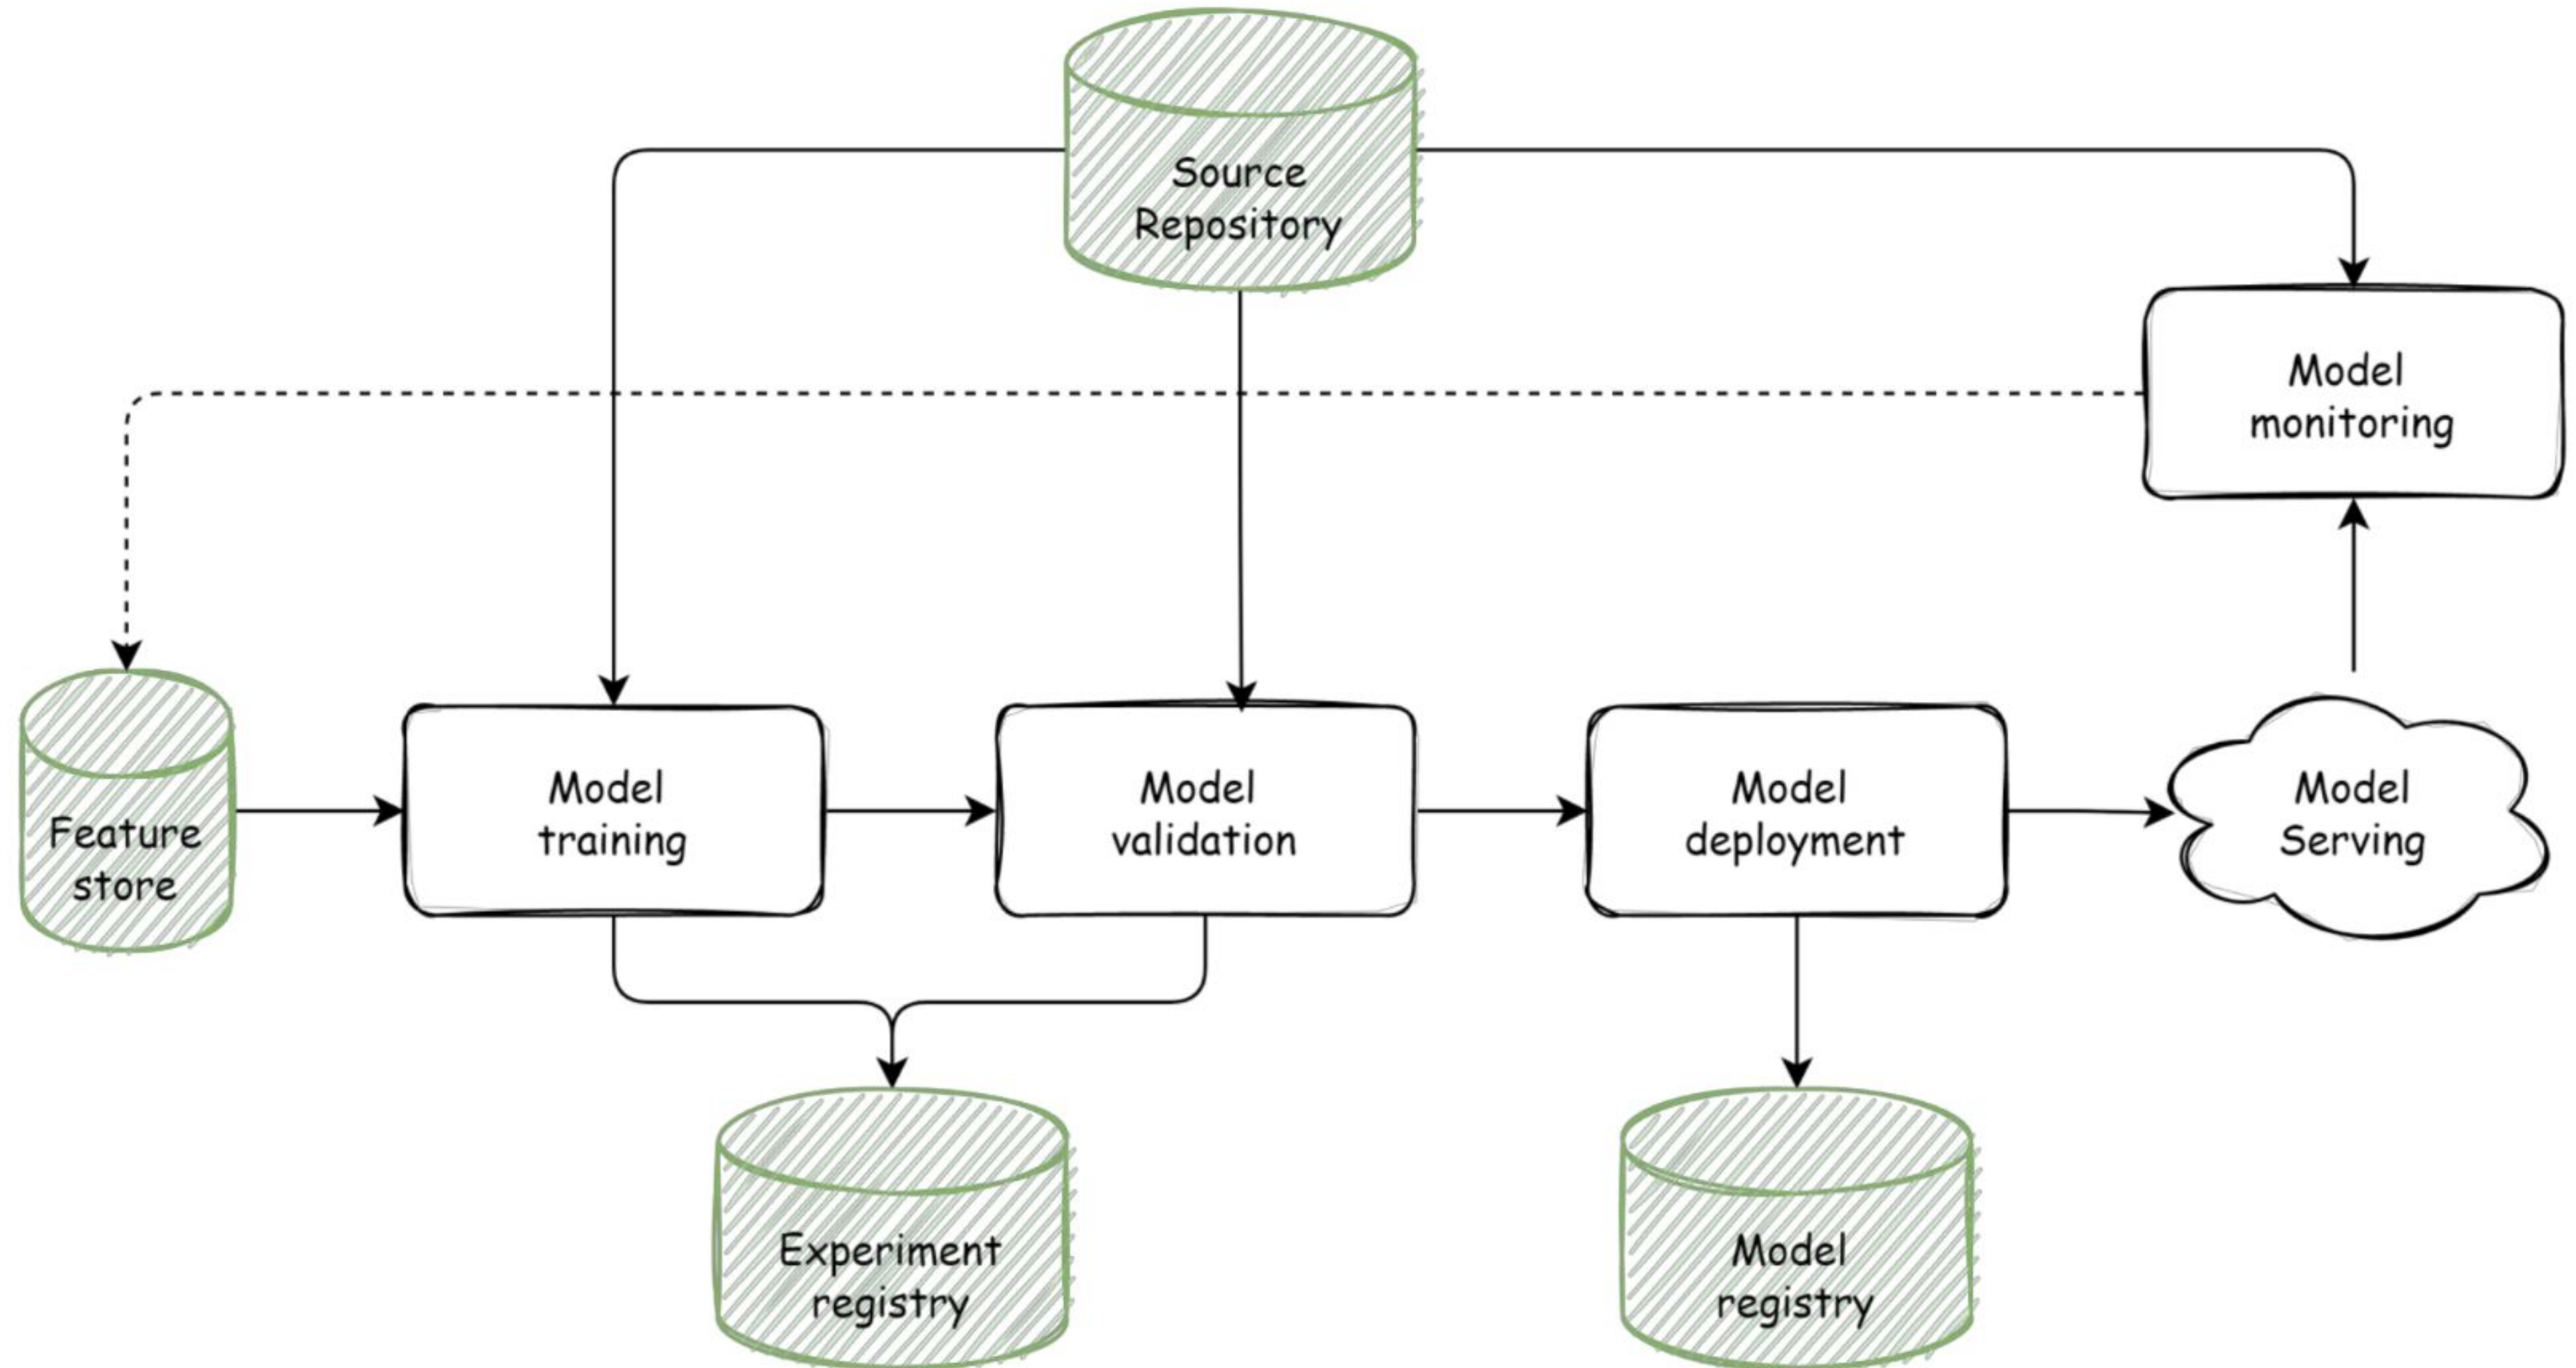 Source
Repository
Model
monitoring
Feature
store
Model
training
Model
validation
Model
deployment
Model
Serving
Experiment
registry
Model
registry